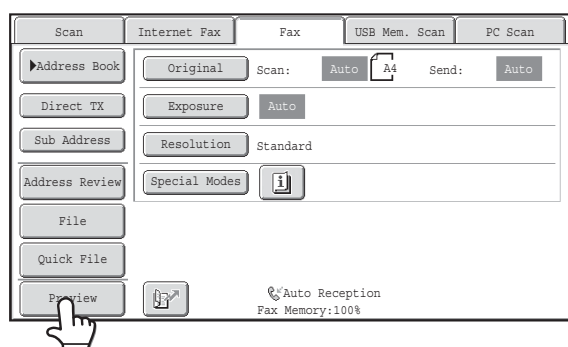 Scan Internet Fax Fax USB Mem. Scan PC Scan
Address Book Original Scan: Auto A4 Send: Auto
Direct TX Exposure Auto
Sub Address Resolution Standard
Address Review Special Modes
File
Quick File
Preview Auto Reception
Fax Memory:100%